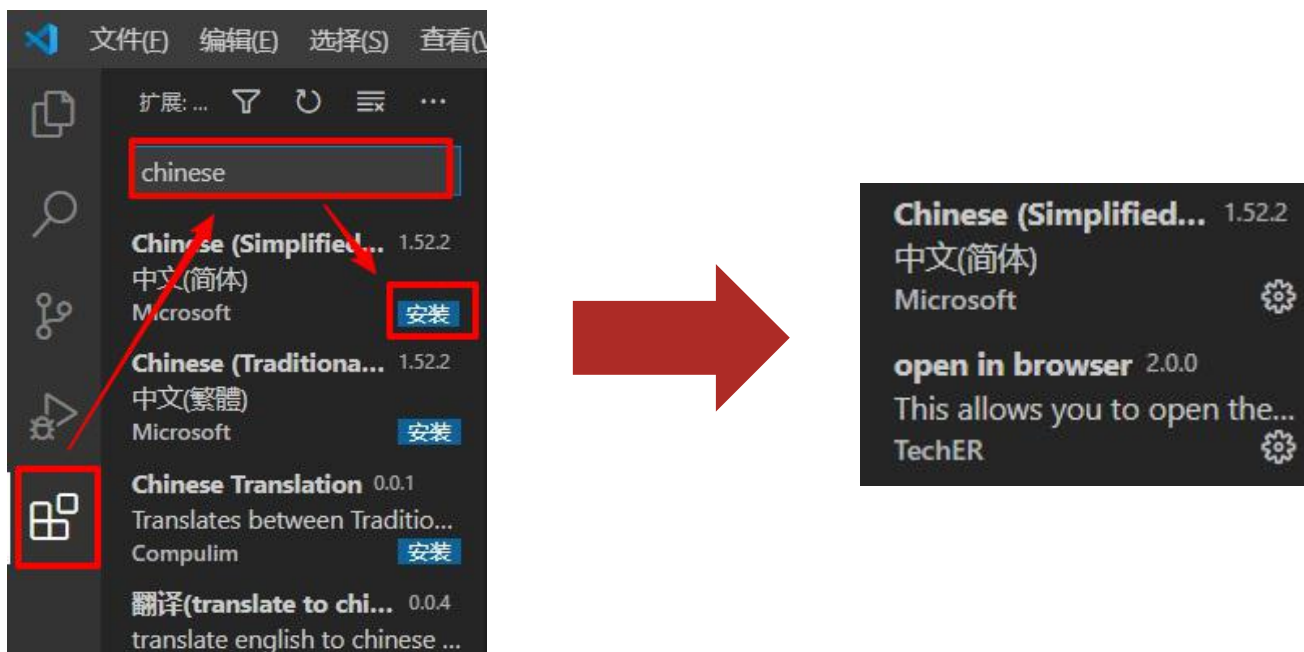 文件(F) 编辑(E) 选择(S) 查看(V
扩展: ...
chinese
Chinese (Simplified... 1.52.2
中文(简体)
Microsoft 安装
Chinese (Traditiona... 1.52.2
中文(繁體)
Microsoft 安装
Chinese Translation 0.0.1
Translates between Traditio...
Compulim 安装
翻译(translate to chi... 0.0.4
translate english to chinese ...
Chinese (Simplified... 1.52.2
中文(简体)
Microsoft
open in browser 2.0.0
This allows you to open the...
TechER